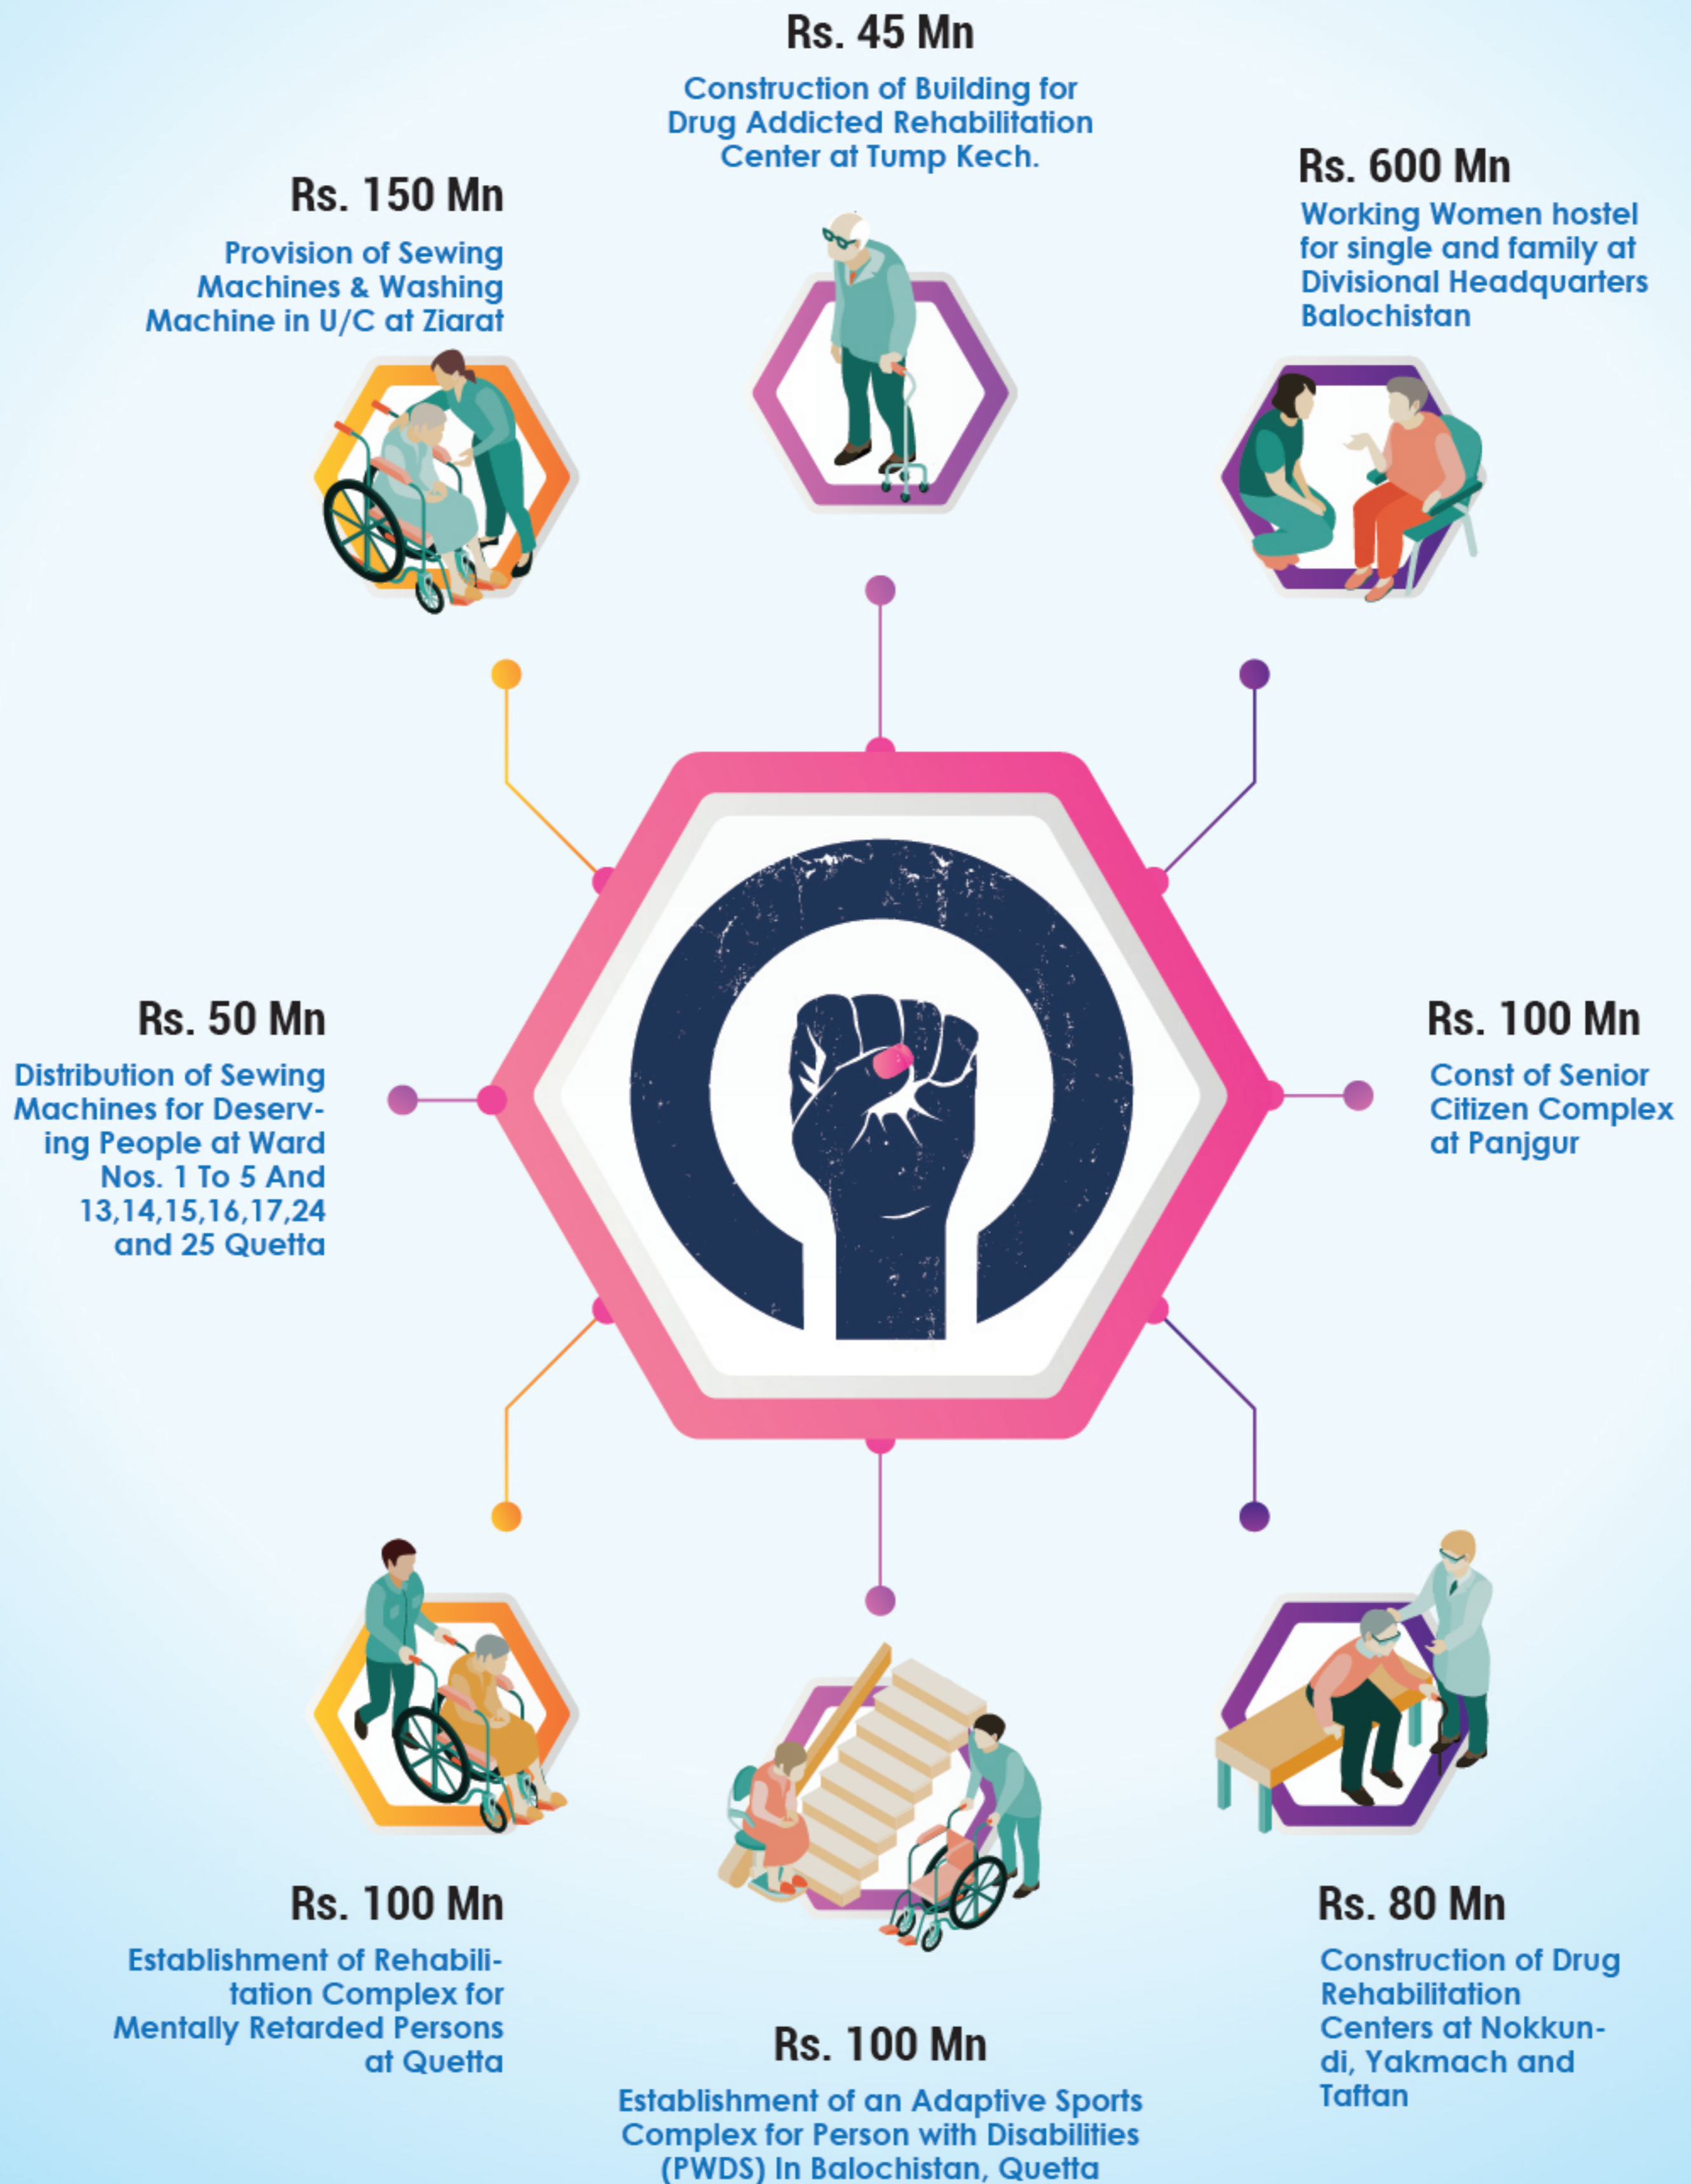 Rs. 45 Mn
Construction of Building for
Drug Addicted Rehabilitation
Center at Tump Kech.
Rs. 150 Mn
Provision of Sewing
Machines & Washing
Machine in U/C at Ziarat
Rs. 600 Mn
Working Women hostel
for single and family at
Divisional Headquarters
Balochistan
Rs. 50 Mn
Distribution of Sewing
Machines for Deserv-
ing People at Ward
Nos. 1 To 5 And
13,14,15,16,17,24
and 25 Quetta
Rs. 100 Mn
Const of Senior
Citizen Complex
at Panjgur
Rs. 100 Mn
Establishment of Rehabili-
tation Complex for
Mentally Retarded Persons
at Quetta
Rs. 100 Mn
Establishment of an Adaptive Sports
Complex for Person with Disabilities
(PWDS) In Balochistan, Quetta
Rs. 80 Mn
Construction of Drug
Rehabilitation
Centers at Nokkun-
di, Yakmach and
Taftan